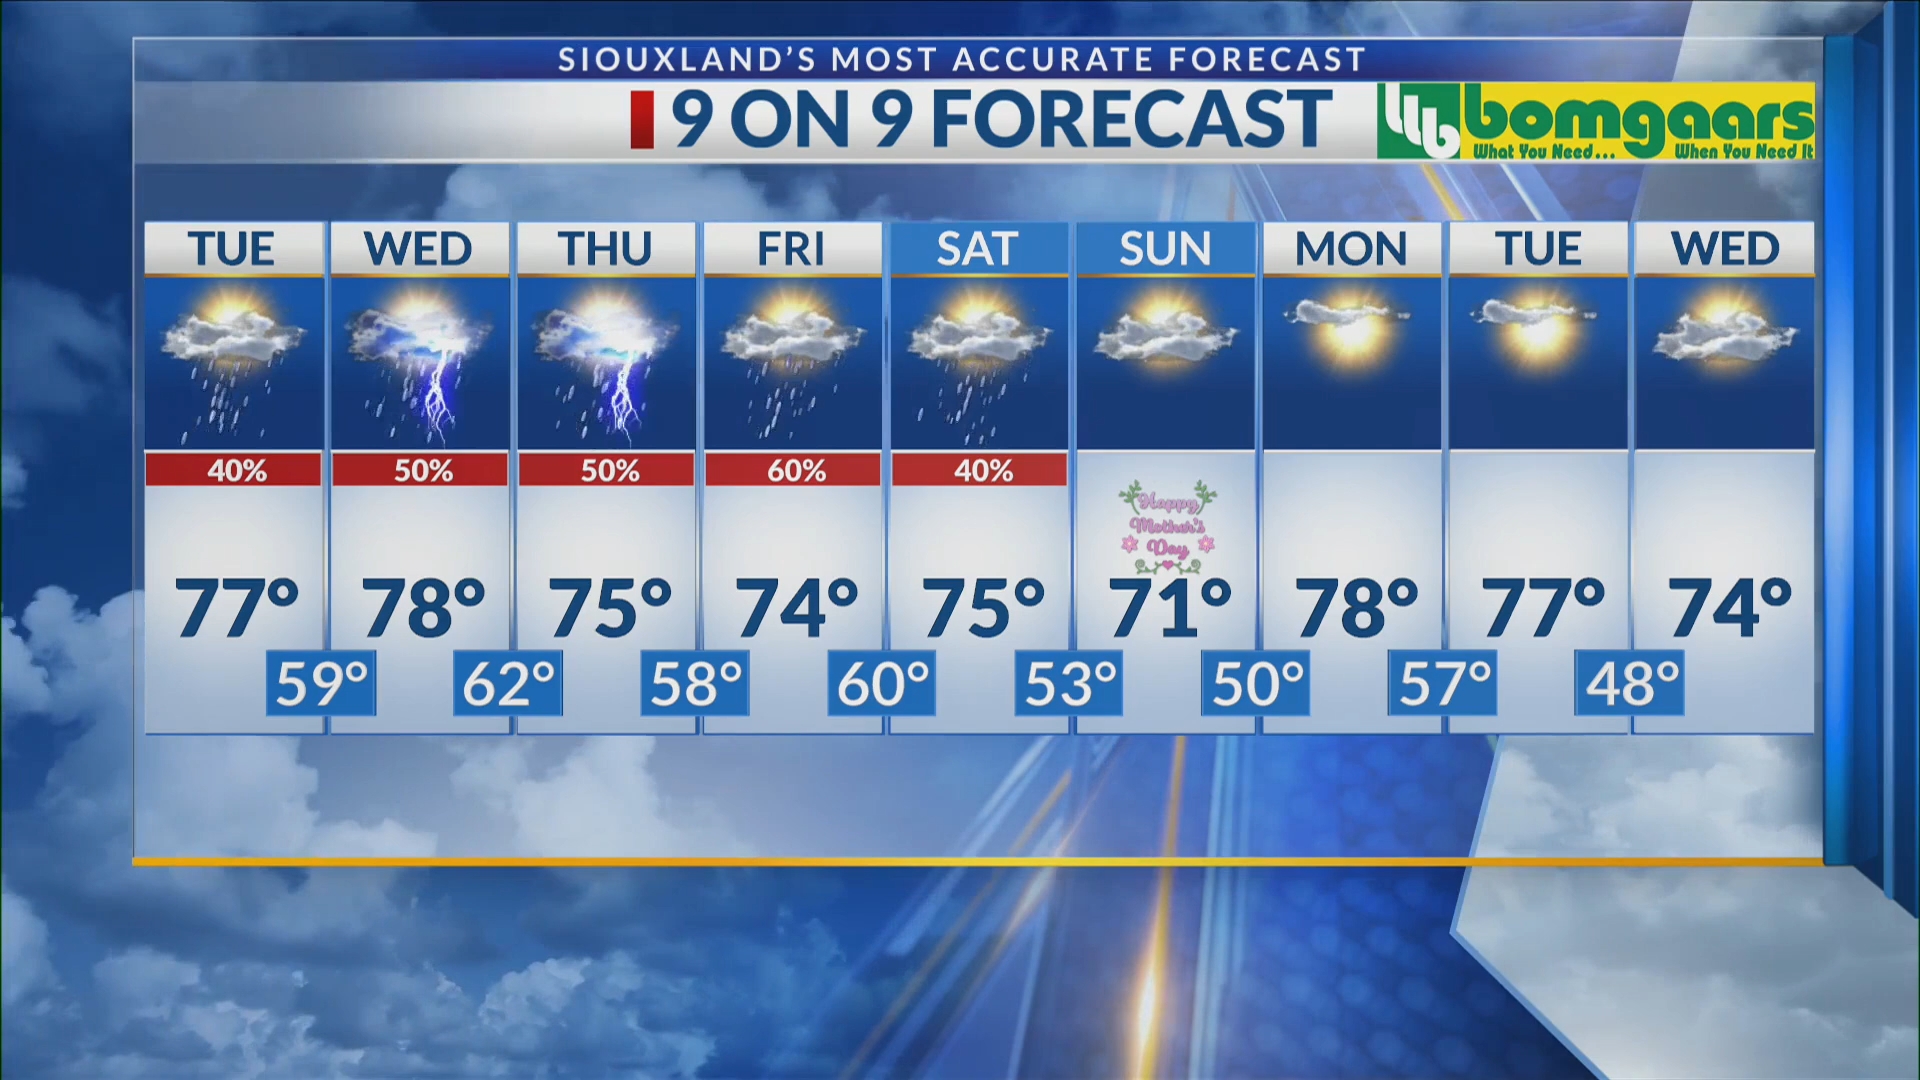 SIOUXLAND'S MOST ACCURATE FORECAST
9 ON 9 FORECAST
bomgaars
What You Need... When You Need It
TUE WED THU FRI SAT SUN MON TUE WED
40% 50% 50% 60% 40%
Happy
Mother's
Day
77° 78° 75° 74° 75° 71° 78° 77° 74°
59° 62° 58° 60° 53° 50° 57° 48°